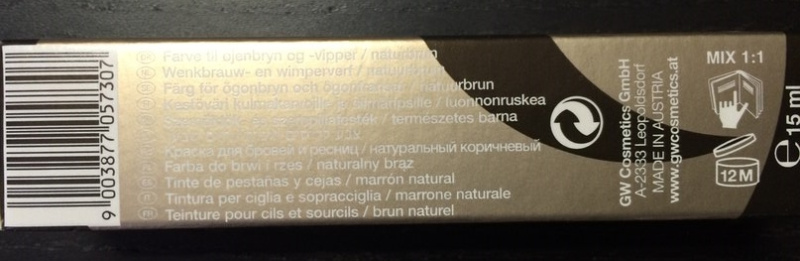 Farve til øjenbryn og -vipper / naturbrun
Wenkbrauw- en wimperverf / natuurbruin
Färg för ögonbryn och ögonfransar / naturbrun
Kestoväri kulmakarvoille ja silmäripsille / luonnonruskea
/ természetes barna
Краска для бровей и ресниц / натуральный коричневый
Farba do brwi i rzęs / naturalny brąz
Tinte de pestañas y cejas / marrón natural
Tintura per ciglia e sopracciglia / marrone naturale
Teinture pour cils et sourcils / brun naturel
9 003877 057307
GW Cosmetics GmbH
A-2333 Leopoldsdorf
MADE IN AUSTRIA
www.gwcosmetics.at
MIX 1:1
12 M
e 15 ml